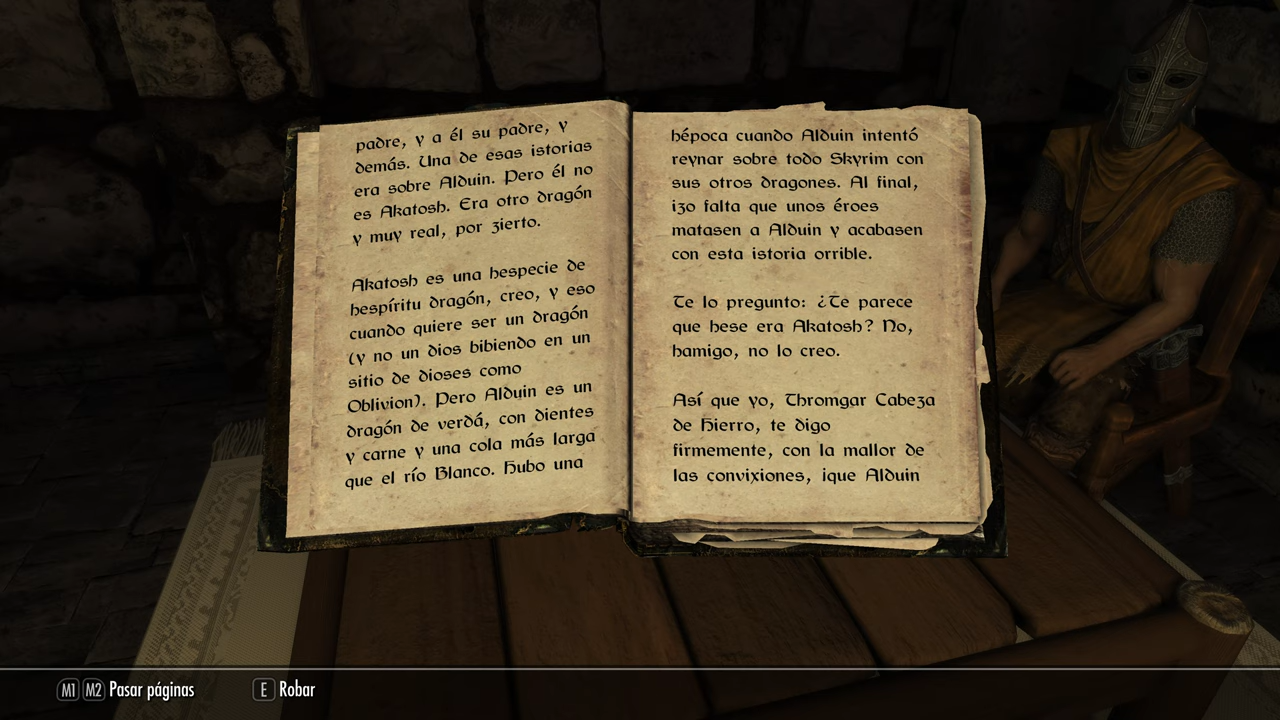 padre, y a él su padre, y
demás. Una de esas istorias
era sobre Alduin. Pero él no
es Akatosh. Era otro dragón
y muy real, por zierto.
Akatosh es una hespecie de
hespíritu dragón, creo, y eso
cuando quiere ser un dragón
(y no un dios bibiendo en un
sitio de dioses como
Oblivion). Pero Alduin es un
dragón de verdá, con dientes
y carne y una cola más larga
que el río Blanco. Hubo una
hépoca cuando Alduin intentó
reynar sobre todo Skyrim con
sus otros dragones. Al final,
izo falta que unos éroes
matasen a Alduin y acabasen
con esta istoria orrible.
Te lo pregunto: ¿Te parece
que hese era Akatosh? No,
hamigo, no lo creo.
Así que yo, Thromgar Cabeza
de Hierro, te digo
firmemente, con la mallor de
las convixiones, ¡que Alduin
M1 M2 Pasar páginas
E Robar